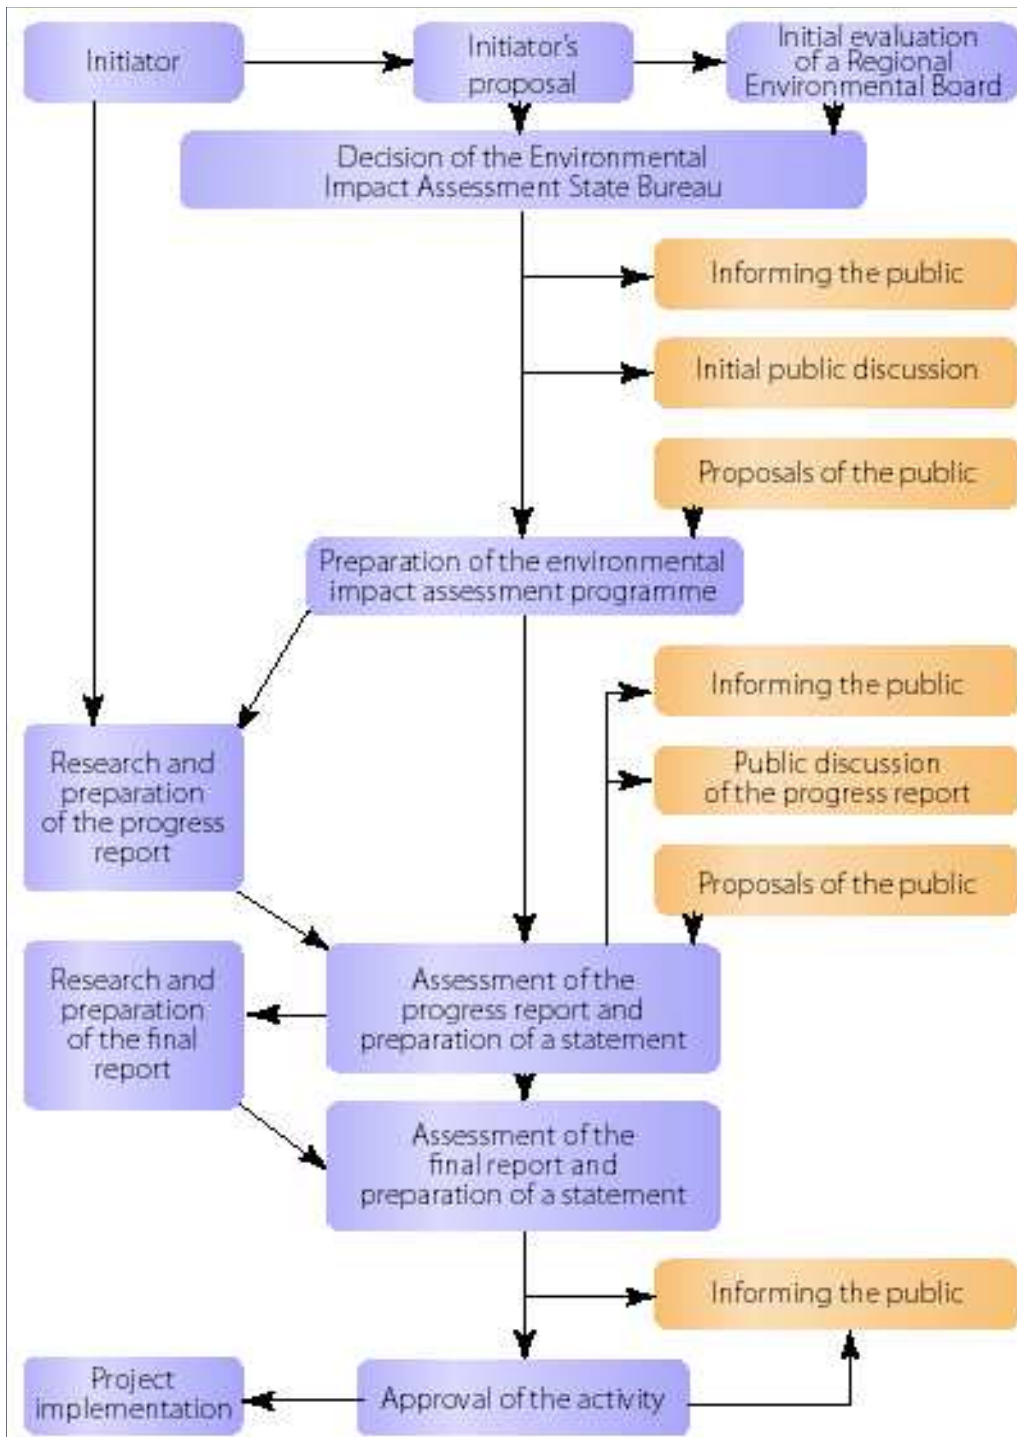 Initiator
Initiator's
proposal
Initial evaluation
of a Regional
Environmental Board
Decision of the Environmental
Impact Assessment State Bureau
Informing the public
Initial public discussion
Proposals of the public
Preparation of the environmental
impact assessment programme
Informing the public
Research and
preparation
of the progress
report
Public discussion
of the progress report
Proposals of the public
Research and
preparation
of the final
report
Assessment of the
progress report and
preparation of a statement
Assessment of the
final report and
preparation of a statement
Informing the public
Project
implementation
Approval of the activity